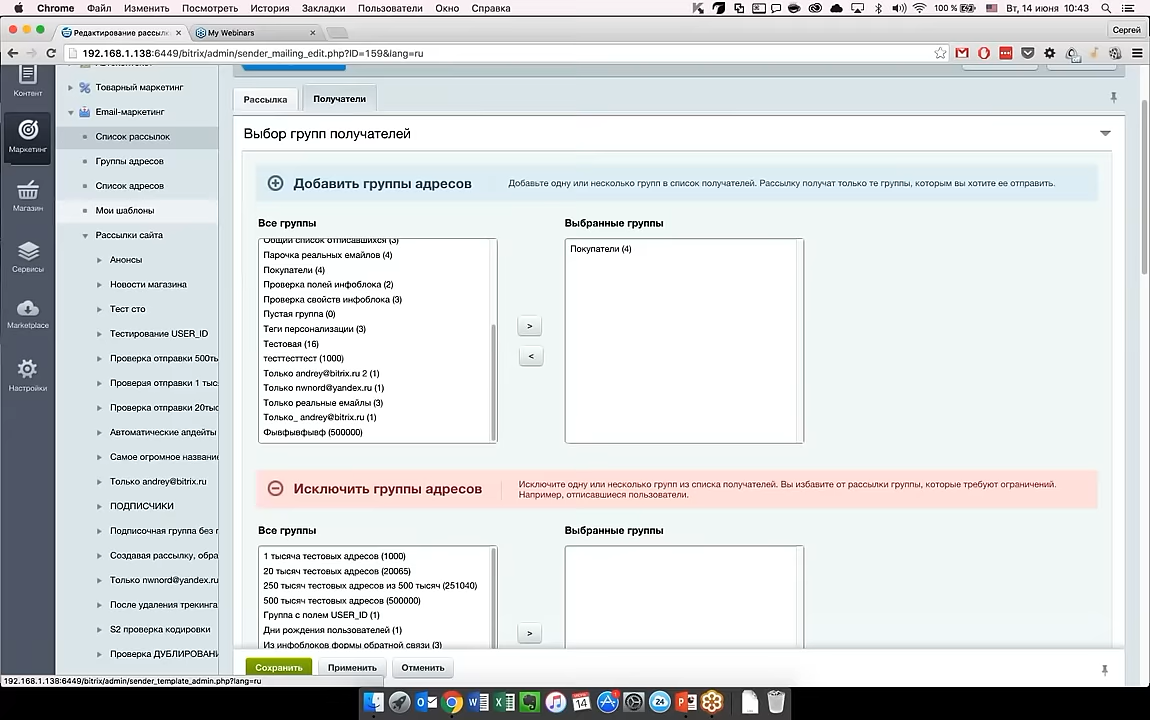 Chrome Файл Изменить Посмотреть История Закладки Пользователи Окно Справка 100 % Вт, 14 июня 10:43
Редактирование рассылк × My Webinars × Сергей
192.168.1.138:6449/bitrix/admin/sender_mailing_edit.php?ID=159&lang=ru
Контент
Маркетинг
Магазин
Сервисы
Marketplace
Настройки
Товарный маркетинг
Email-маркетинг
Список рассылок
Группы адресов
Список адресов
Мои шаблоны
Рассылки сайта
Анонсы
Новости магазина
Тест сто
Тестирование USER_ID
Проверка отправки 500ть
Проверка отправки 1 тыс
Проверка отправки 20тыс
Автоматические апдейты
Самое огромное название
Только andrey@bitrix.ru
ПОДПИСЧИКИ
Подписочная группа без г
Создавая рассылку, обра
Только nwnord@yandex.ru
После удаления трекинга
S2 проверка кодировки
Проверка ДУБЛИРОВАНИ
Рассылка Получатели
Выбор групп получателей
Добавить группы адресов
Добавьте одну или несколько групп в список получателей. Рассылку получат только те группы, которым вы хотите ее отправить.
Все группы Выбранные группы
Общий список отписавшихся (3)
Парочка реальных емайлов (4)
Покупатели (4)
Проверка полей инфоблока (2)
Проверка свойств инфоблока (3)
Пустая группа (0)
Теги персонализации (3)
Тестовая (16)
тесттесттест (1000)
Только andrey@bitrix.ru 2 (1)
Только nwnord@yandex.ru (1)
Только реальные емайлы (3)
Только_ andrey@bitrix.ru (1)
Фывфывфывф (500000)
>
<
Покупатели (4)
Исключить группы адресов
Исключите одну или несколько групп из списка получателей. Вы избавите от рассылки группы, которые требуют ограничений.
Например, отписавшиеся пользователи.
Все группы Выбранные группы
1 тысяча тестовых адресов (1000)
20 тысяч тестовых адресов (20065)
250 тысяч тестовых адресов из 500 тысяч (251040)
500 тысяч тестовых адресов (500000)
Группа с полем USER_ID (1)
Дни рождения пользователей (1)
Из инфоблоков формы обратной связи (3)
>
Сохранить Применить Отменить
192.168.1.138:6449/bitrix/admin/sender_template_admin.php?lang=ru
14
24